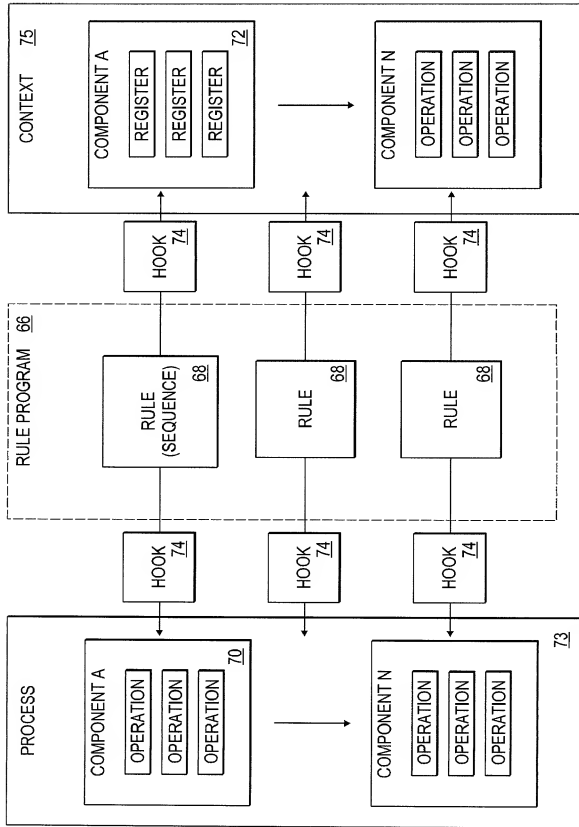 PROCESS
COMPONENT A
OPERATION
OPERATION
OPERATION
70
COMPONENT N
OPERATION
OPERATION
OPERATION
73
HOOK
74
HOOK
74
HOOK
74
RULE PROGRAM 66
RULE
(SEQUENCE)
68
RULE
68
RULE
68
HOOK
74
HOOK
74
HOOK
74
CONTEXT 75
COMPONENT A
REGISTER
REGISTER
REGISTER
72
COMPONENT N
OPERATION
OPERATION
OPERATION